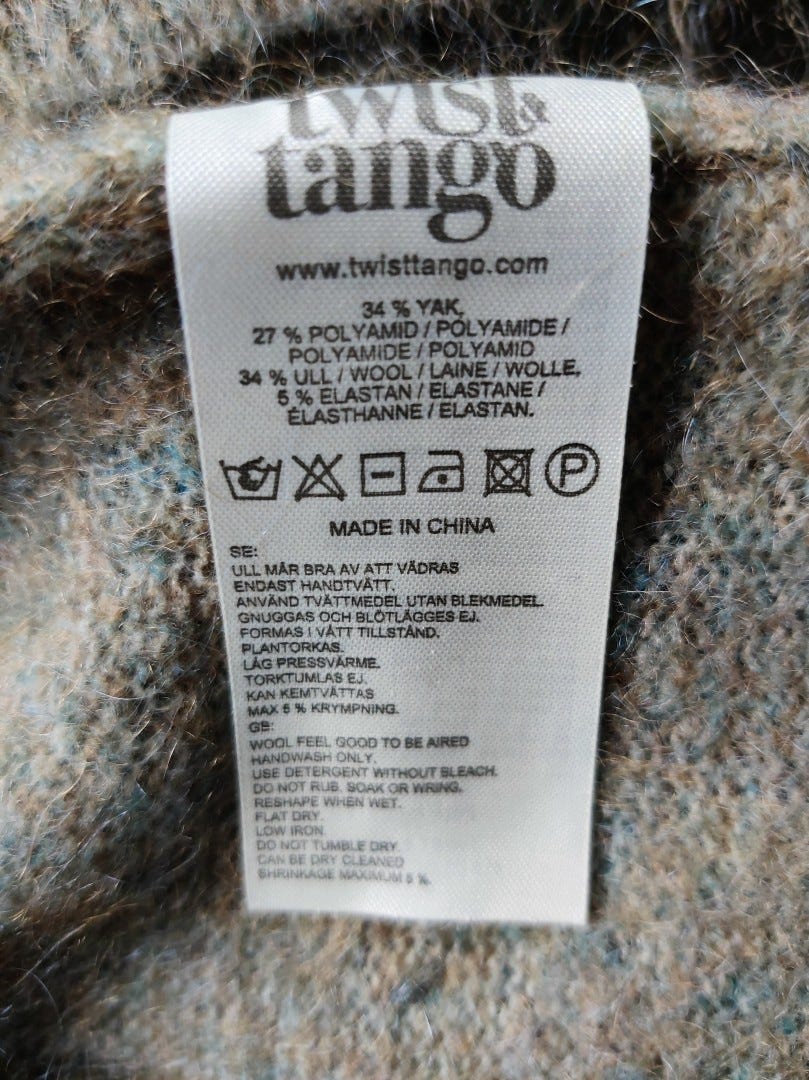 twist &
tango
www.twisttango.com
34 % YAK,
27 % POLYAMID / POLYAMIDE /
POLYAMIDE / POLYAMID
34 % ULL / WOOL / LAINE / WOLLE,
5 % ELASTAN / ELASTANE /
ÉLASTHANNE / ELASTAN.
P
MADE IN CHINA
SE:
ULL MÅR BRA AV ATT VÄDRAS
ENDAST HANDTVÄTT.
ANVÄND TVÄTTMEDEL UTAN BLEKMEDEL.
GNUGGAS OCH BLÖTLÄGGES EJ.
FORMAS I VÅTT TILLSTÅND.
PLANTORKAS.
LÅG PRESSVÄRME.
TORKTUMLAS EJ.
KAN KEMTVÄTTAS
MAX 5 % KRYMPNING.
GB:
WOOL FEEL GOOD TO BE AIRED
HANDWASH ONLY.
USE DETERGENT WITHOUT BLEACH.
DO NOT RUB, SOAK OR WRING.
RESHAPE WHEN WET.
FLAT DRY.
LOW IRON.
DO NOT TUMBLE DRY.
CAN BE DRY CLEANED
SHRINKAGE MAXIMUM 5 %.